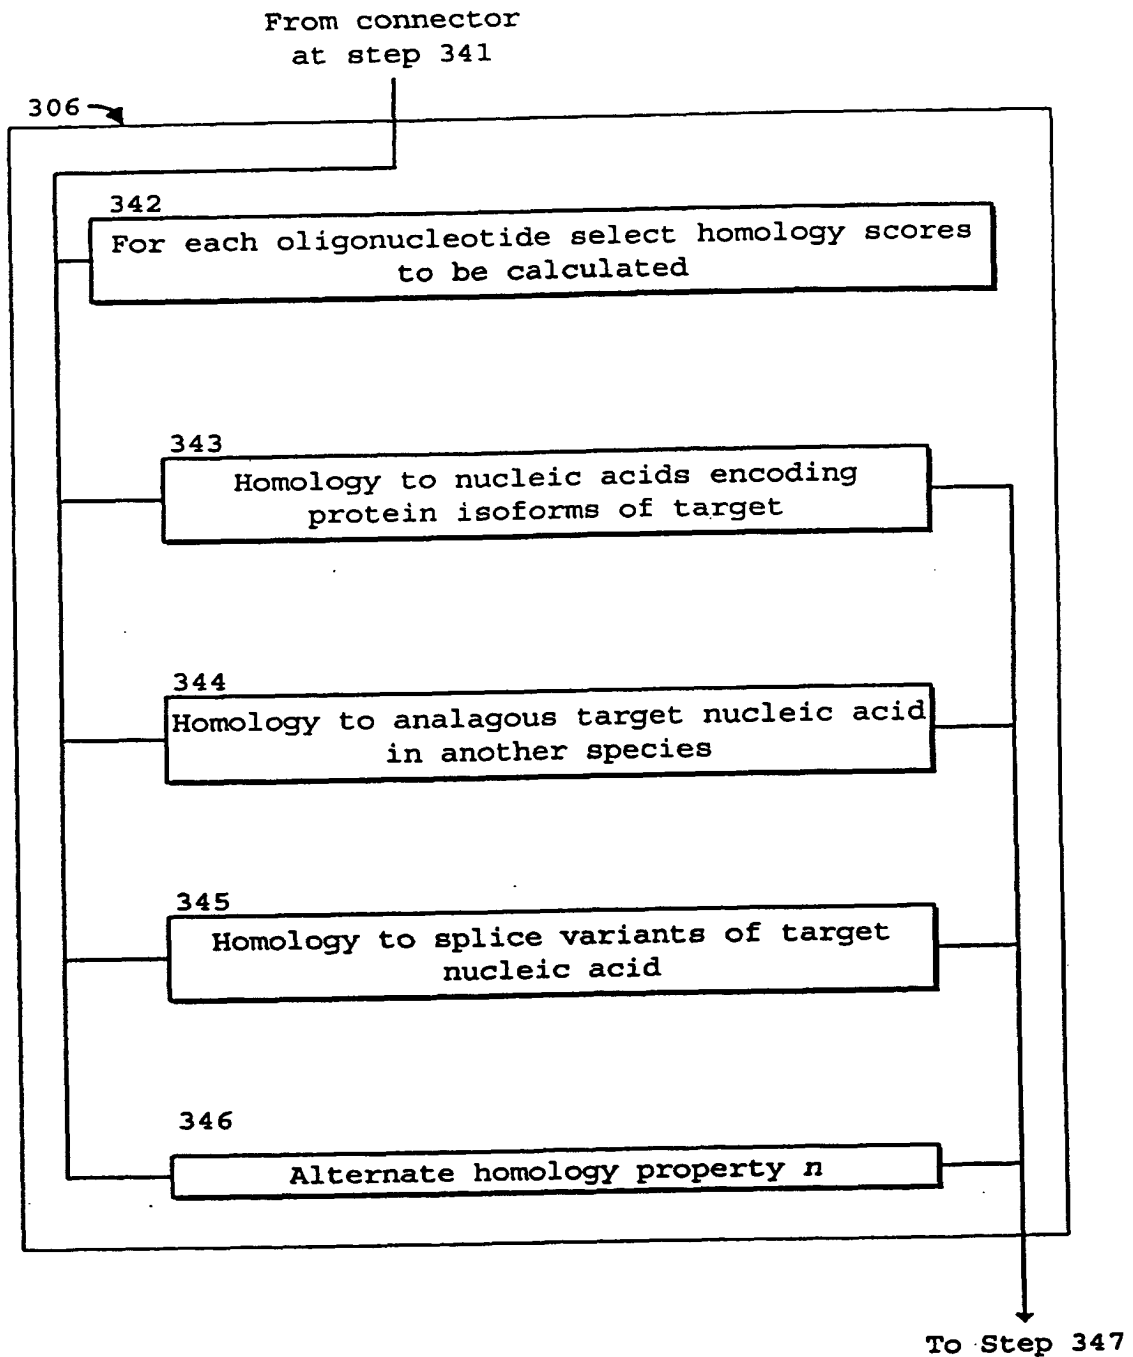 From connector
at step 341
306
342
For each oligonucleotide select homology scores
to be calculated
343
Homology to nucleic acids encoding
protein isoforms of target
344
Homology to analagous target nucleic acid
in another species
345
Homology to splice variants of target
nucleic acid
346
Alternate homology property n
To Step 347